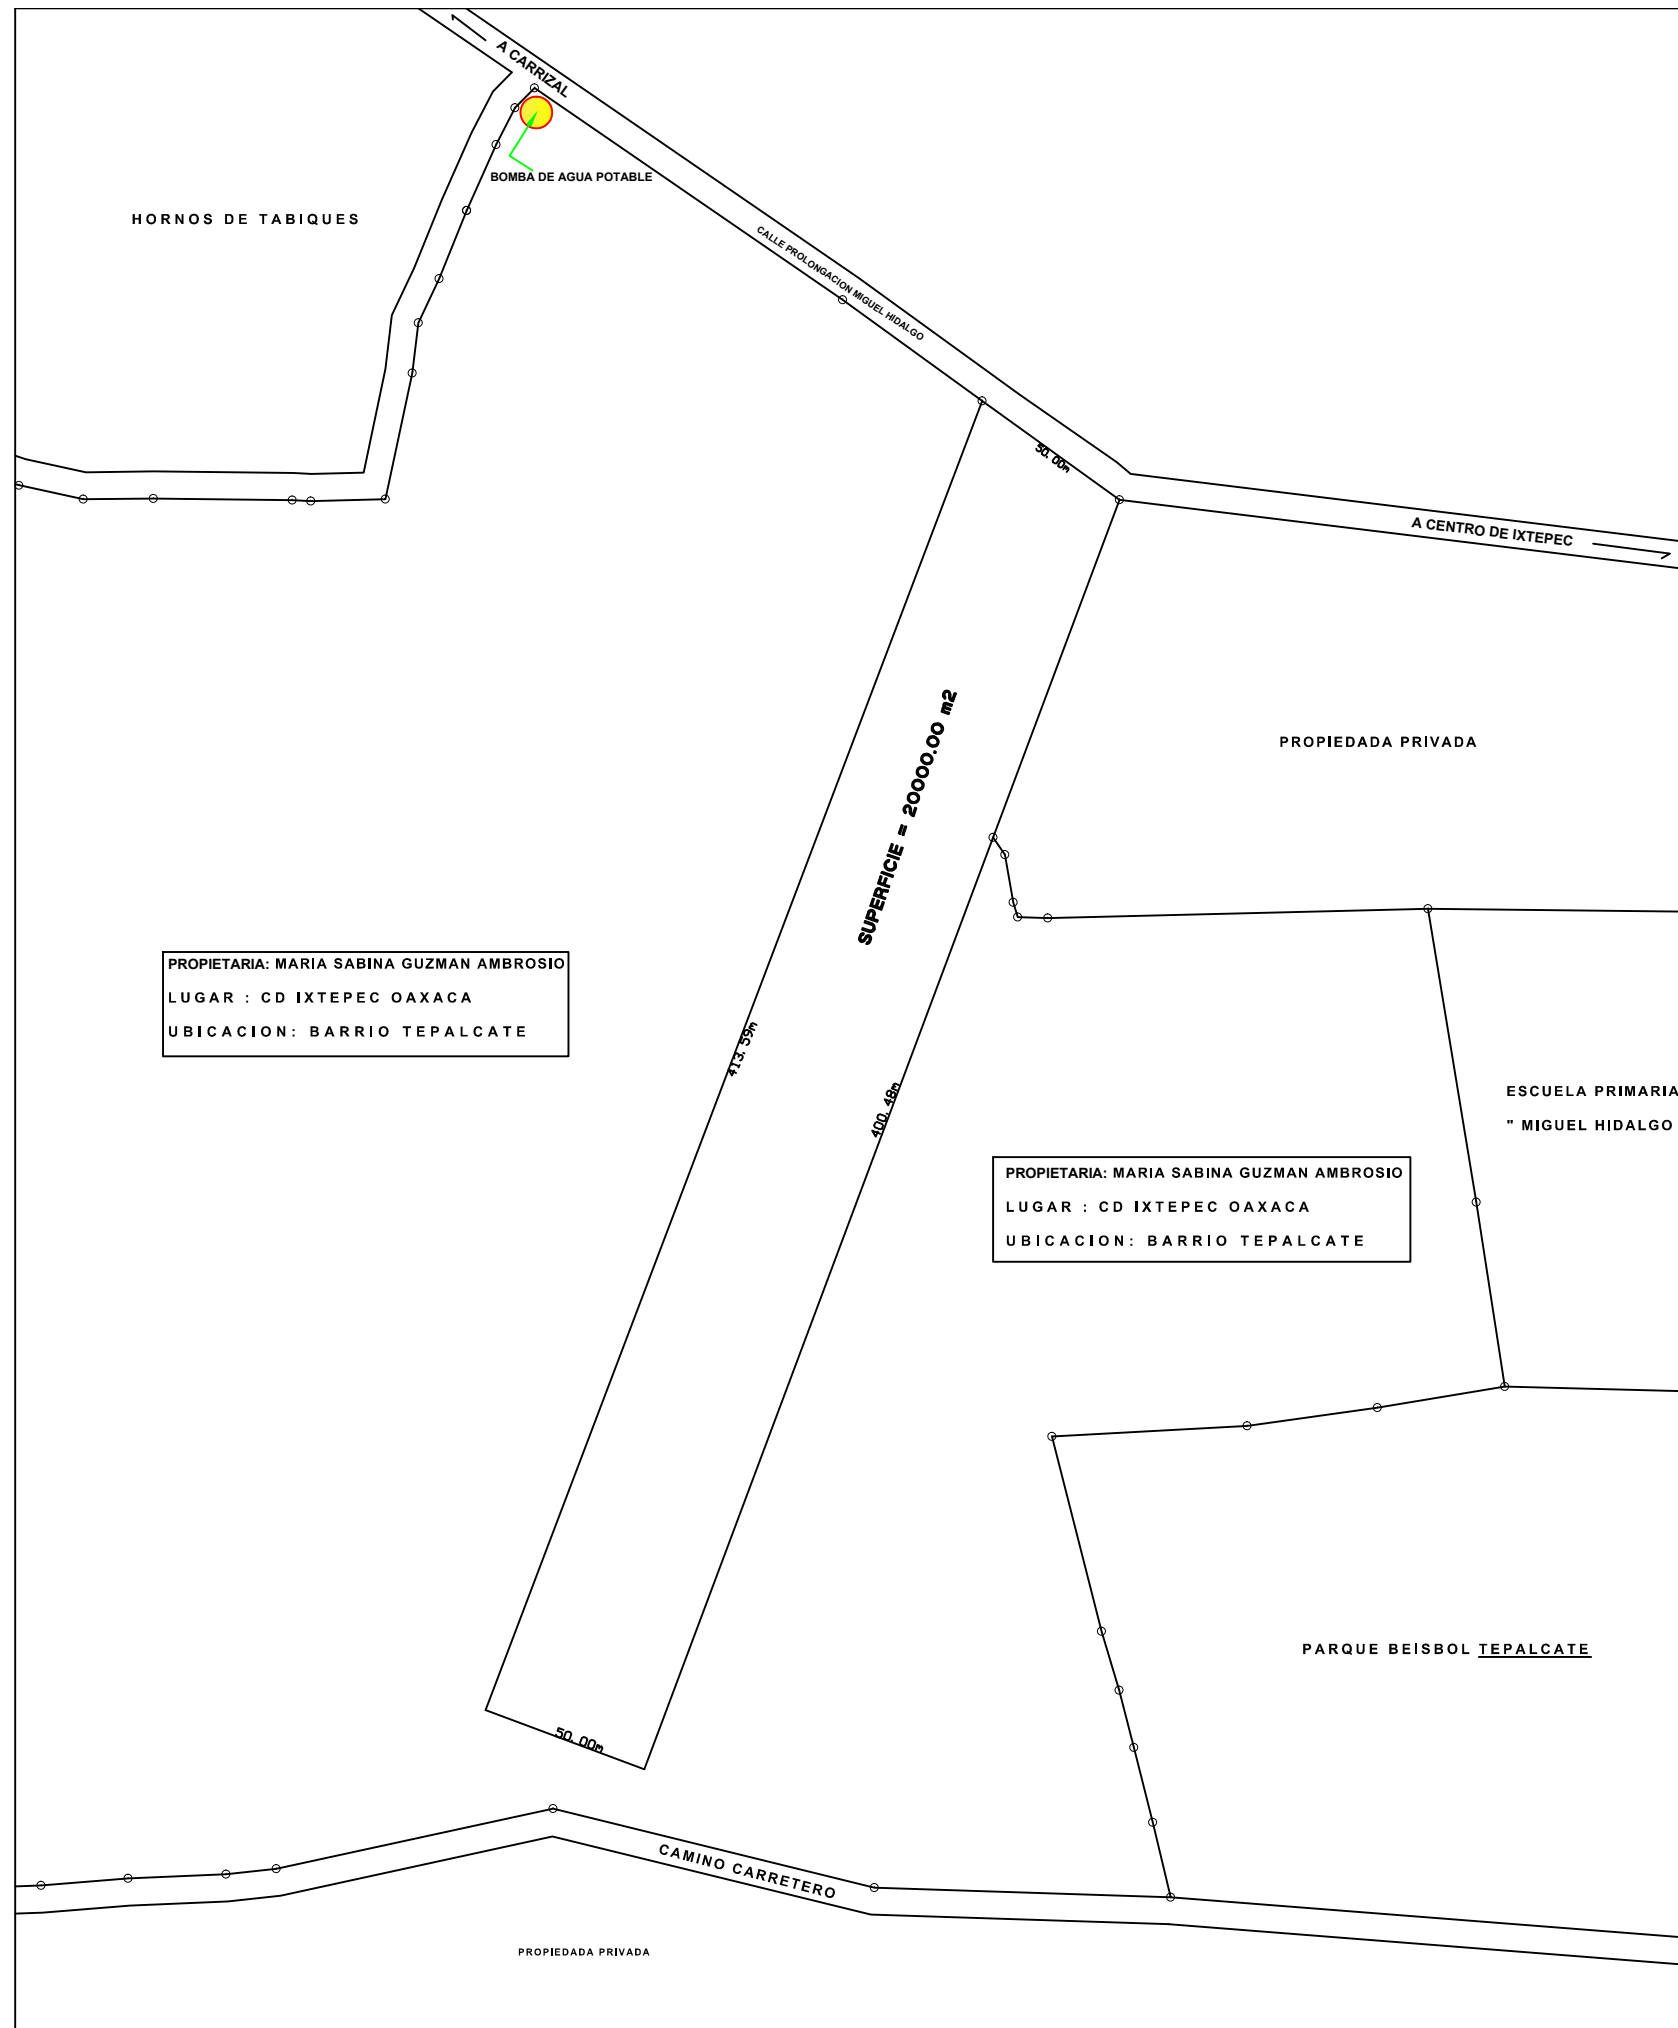 A CARRIZAL
BOMBA DE AGUA POTABLE
HORNOS DE TABIQUES
CALLE PROLONGACION MIGUEL HIDALGO
50.00m
A CENTRO DE IXTEPEC
SUPERFICIE = 20000.00 m2
PROPIEDADA PRIVADA
PROPIETARIA: MARIA SABINA GUZMAN AMBROSIO
LUGAR : CD IXTEPEC OAXACA
UBICACION: BARRIO TEPALCATE
413.59m
400.48m
ESCUELA PRIMARIA
" MIGUEL HIDALGO
PROPIETARIA: MARIA SABINA GUZMAN AMBROSIO
LUGAR : CD IXTEPEC OAXACA
UBICACION: BARRIO TEPALCATE
PARQUE BEISBOL TEPALCATE
50.00m
CAMINO CARRETERO
PROPIEDADA PRIVADA